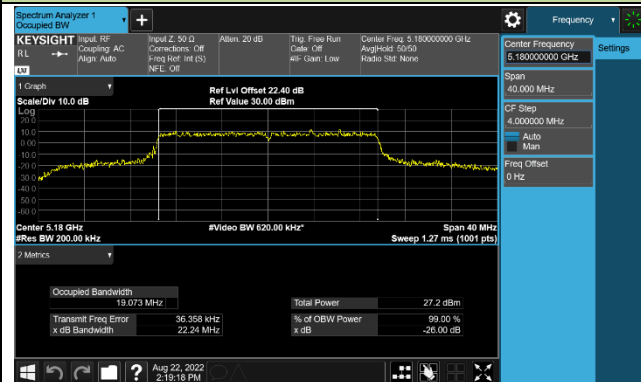 Spectrum Analyzer 1
Occupied BW
Frequency
KEYSIGHT
RL
LXI
Input: RF
Coupling: AC
Align: Auto
Input Z: 50 Ω
Corrections: Off
Freq Ref: Int (S)
NFE: Off
Atten: 20 dB
Trig: Free Run
Gate: Off
#IF Gain: Low
Center Freq: 5.180000000 GHz
Avg|Hold: 50/50
Radio Std: None
1 Graph
Scale/Div 10.0 dB
Ref Lvl Offset 22.40 dB
Ref Value 30.00 dBm
Log
20.0
10.0
0.00
-10.0
-20.0
-30.0
-40.0
-50.0
-60.0
Center 5.18 GHz
#Res BW 200.00 kHz
#Video BW 620.00 kHz*
Span 40 MHz
Sweep 1.27 ms (1001 pts)
2 Metrics
Occupied Bandwidth
19.073 MHz
Total Power 27.2 dBm
Transmit Freq Error 36.358 kHz
% of OBW Power 99.00 %
x dB Bandwidth 22.24 MHz
x dB -26.00 dB
Aug 22, 2022
2:19:18 PM
Center Frequency
5.180000000 GHz
Settings
Span
40.000 MHz
CF Step
4.000000 MHz
Auto
Man
Freq Offset
0 Hz